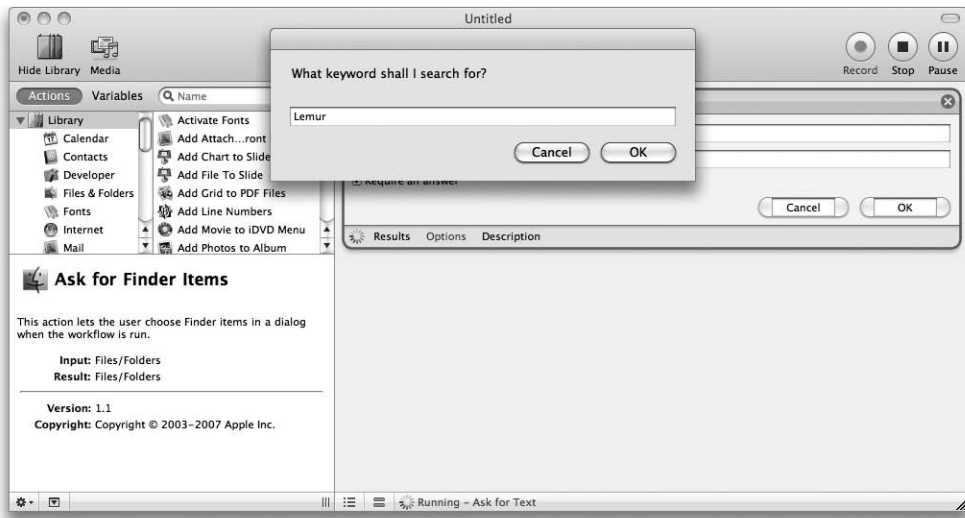 Untitled
Hide Library
Media
Record
Stop
Pause
What keyword shall I search for?
Lemur
Cancel
OK
Actions
Variables
Name
Library
Calendar
Contacts
Developer
Files & Folders
Fonts
Internet
Mail
Activate Fonts
Add Attach...ront
Add Chart to Slide
Add File To Slide
Add Grid to PDF Files
Add Line Numbers
Add Movie to iDVD Menu
Add Photos to Album
Require an answer
Cancel
OK
Results
Options
Description
Ask for Finder Items
This action lets the user choose Finder items in a dialog
when the workflow is run.
Input: Files/Folders
Result: Files/Folders
Version: 1.1
Copyright: Copyright © 2003-2007 Apple Inc.
Running – Ask for Text